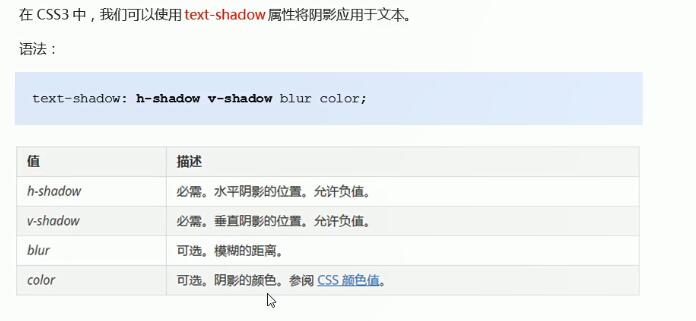 在 CSS3 中，我们可以使用 text-shadow 属性将阴影应用于文本。
语法：
text-shadow: h-shadow v-shadow blur color;
值 描述
h-shadow 必需。水平阴影的位置。允许负值。
v-shadow 必需。垂直阴影的位置。允许负值。
blur 可选。模糊的距离。
color 可选。阴影的颜色。参阅 CSS 颜色值。